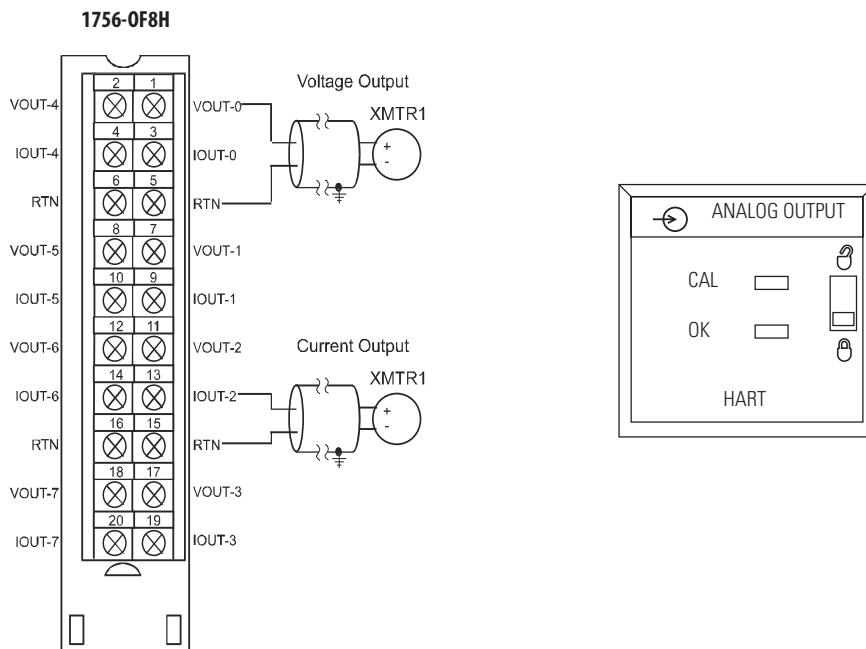 1756-OF8H
Voltage Output
XMTR1
+
-
2 1
VOUT-4 VOUT-0
4 3
IOUT-4 IOUT-0
6 5
RTN RTN
8 7
VOUT-5 VOUT-1
10 9
IOUT-5 IOUT-1
12 11
VOUT-6 VOUT-2
14 13
IOUT-6 IOUT-2
16 15
RTN RTN
18 17
VOUT-7 VOUT-3
20 19
IOUT-7 IOUT-3
Current Output
XMTR1
+
-
ANALOG OUTPUT
CAL
OK
HART